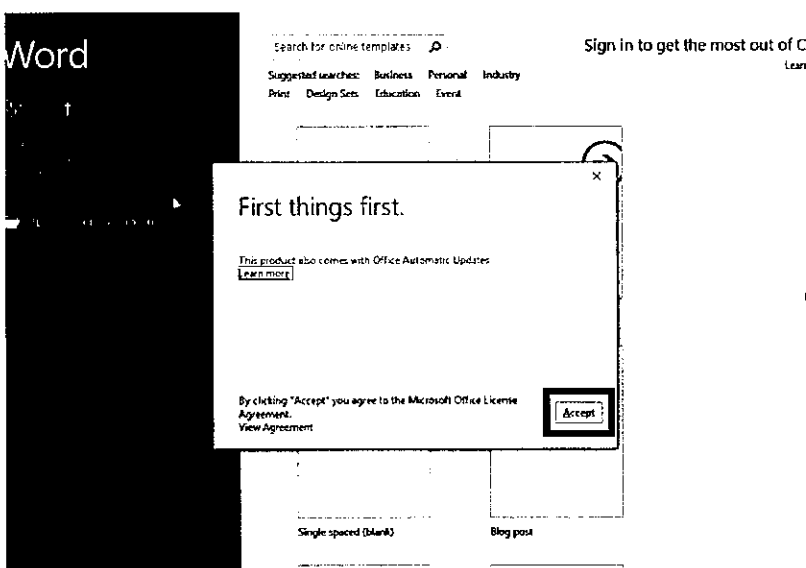 Word
Search for online templates
Sign in to get the most out of
Suggested searches: Business Personal Industry
Print Design Sets Education Event
First things first.
This product also comes with Office Automatic Updates
Learn more
By clicking "Accept" you agree to the Microsoft Office License
Agreement.
View Agreement
Accept
Single spaced (blank)
Blog post